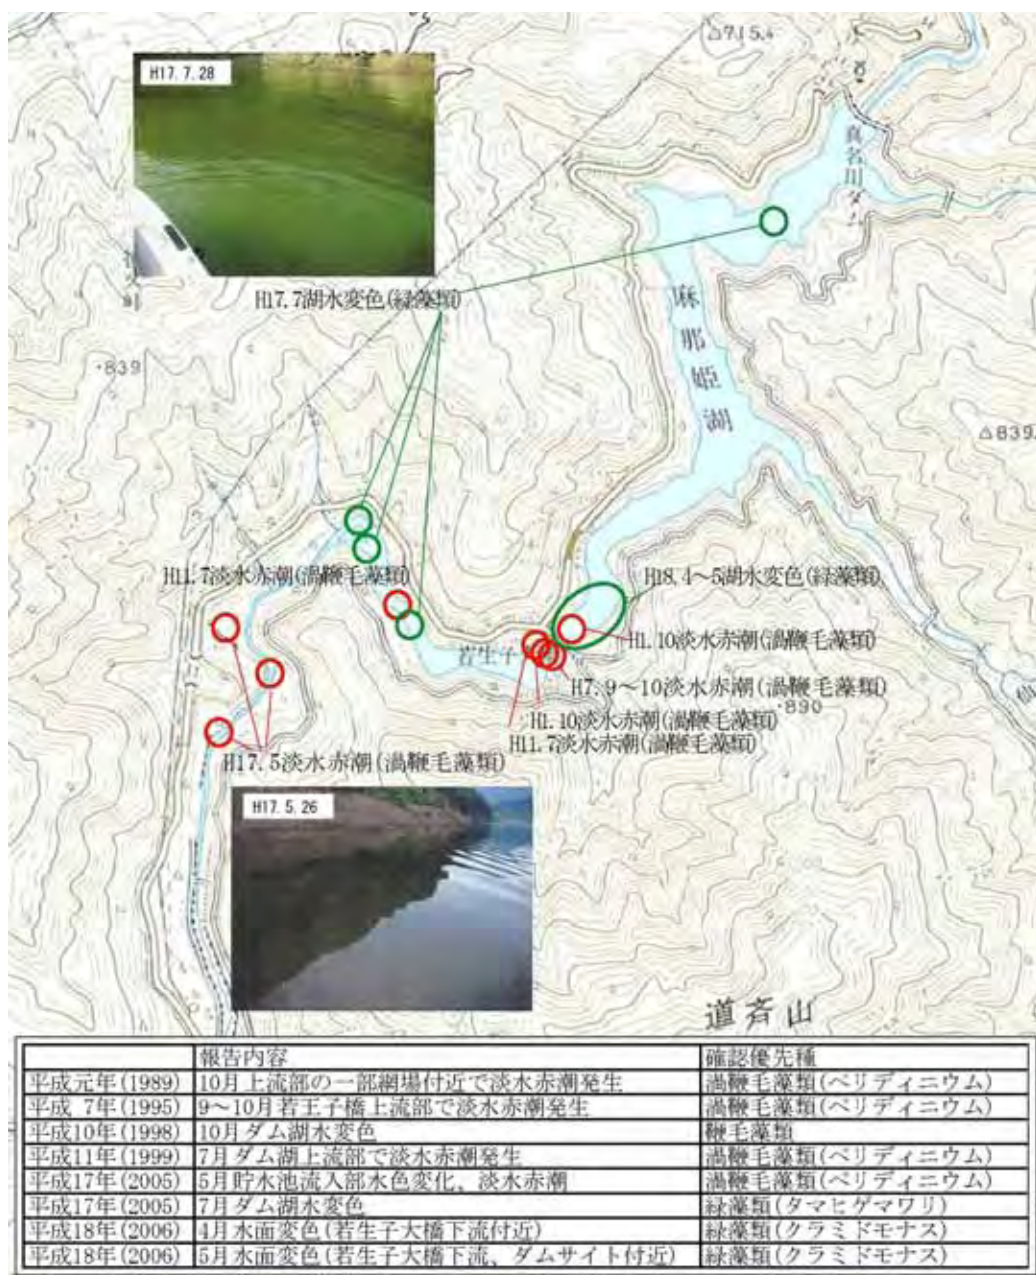 △715.4
H17.7.28
真名川ダム
H17.7湖水変色(緑藻類)
麻那姫湖
・839
△839
H11.7淡水赤潮(渦鞭毛藻類)
H18.4~5湖水変色(緑藻類)
H1.10淡水赤潮(渦鞭毛藻類)
若生子
H7.9~10淡水赤潮(渦鞭毛藻類)
・890
H1.10淡水赤潮(渦鞭毛藻類)
H11.7淡水赤潮(渦鞭毛藻類)
H17.5淡水赤潮(渦鞭毛藻類)
H17.5.26
道斉山
報告内容 確認優先種
平成元年(1989) 10月上流部の一部網場付近で淡水赤潮発生 渦鞭毛藻類(ペリディニウム)
平成 7年(1995) 9~10月若王子橋上流部で淡水赤潮発生 渦鞭毛藻類(ペリディニウム)
平成10年(1998) 10月ダム湖水変色 鞭毛藻類
平成11年(1999) 7月ダム湖上流部で淡水赤潮発生 渦鞭毛藻類(ペリディニウム)
平成17年(2005) 5月貯水池流入部水色変化、淡水赤潮 渦鞭毛藻類(ペリディニウム)
平成17年(2005) 7月ダム湖水変色 緑藻類(タマヒゲマワリ)
平成18年(2006) 4月水面変色(若生子大橋下流付近) 緑藻類(クラミドモナス)
平成18年(2006) 5月水面変色(若生子大橋下流、ダムサイト付近) 緑藻類(クラミドモナス)